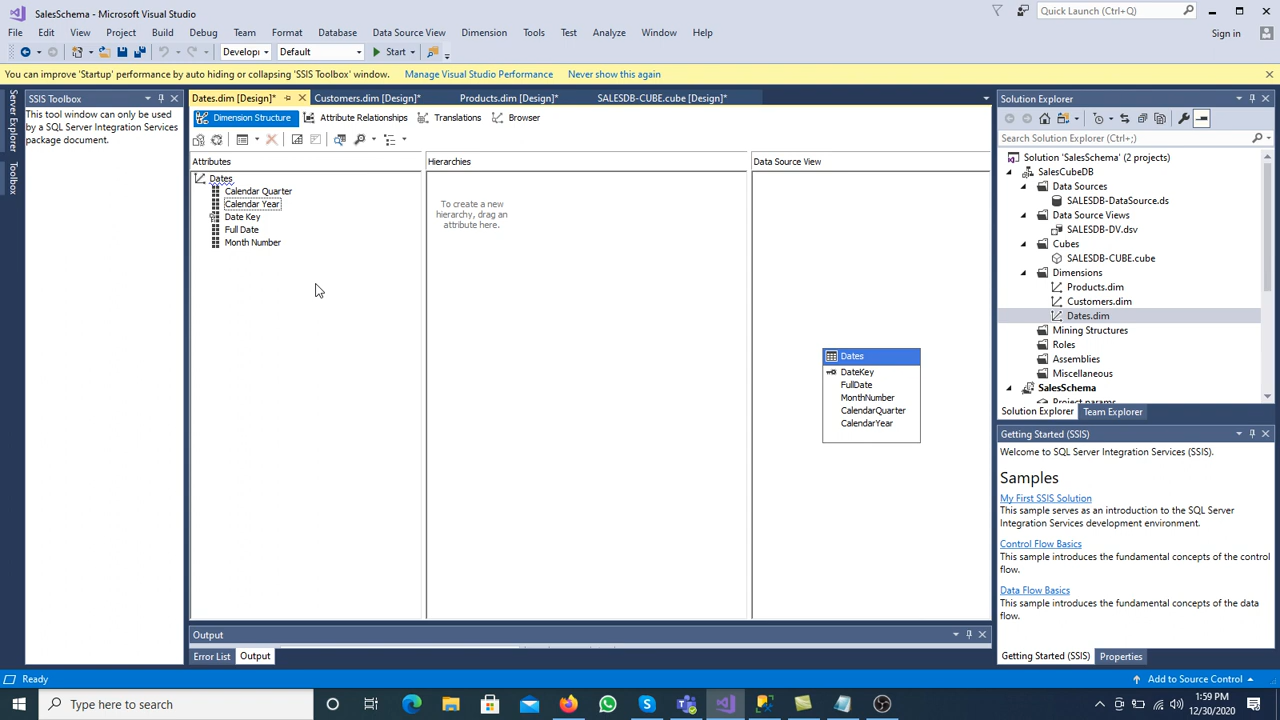 SalesSchema - Microsoft Visual Studio
Quick Launch (Ctrl+Q)
File Edit View Project Build Debug Team Format Database Data Source View Dimension Tools Test Analyze Window Help
Sign in
Developi Default Start
You can improve 'Startup' performance by auto hiding or collapsing 'SSIS Toolbox' window. Manage Visual Studio Performance Never show this again
Server Explorer
Toolbox
SSIS Toolbox
This tool window can only be used
by a SQL Server Integration Services
package document.
Dates.dim [Design]* Customers.dim [Design]* Products.dim [Design]* SALESDB-CUBE.cube [Design]*
Dimension Structure Attribute Relationships Translations Browser
Attributes
Dates
Calendar Quarter
Calendar Year
Date Key
Full Date
Month Number
Hierarchies
To create a new
hierarchy, drag an
attribute here.
Data Source View
Dates
DateKey
FullDate
MonthNumber
CalendarQuarter
CalendarYear
Output
Error List Output
Solution Explorer
Search Solution Explorer (Ctrl+;)
Solution 'SalesSchema' (2 projects)
SalesCubeDB
Data Sources
SALESDB-DataSource.ds
Data Source Views
SALESDB-DV.dsv
Cubes
SALESDB-CUBE.cube
Dimensions
Products.dim
Customers.dim
Dates.dim
Mining Structures
Roles
Assemblies
Miscellaneous
SalesSchema
Project.params
Solution Explorer Team Explorer
Getting Started (SSIS)
Welcome to SQL Server Integration Services (SSIS).
Samples
My First SSIS Solution
This sample serves as an introduction to the SQL Server
Integration Services development environment.
Control Flow Basics
This sample introduces the fundamental concepts of the control
flow.
Data Flow Basics
This sample introduces the fundamental concepts of the data
flow.
Getting Started (SSIS) Properties
Ready
Add to Source Control
Type here to search
1:59 PM
12/30/2020